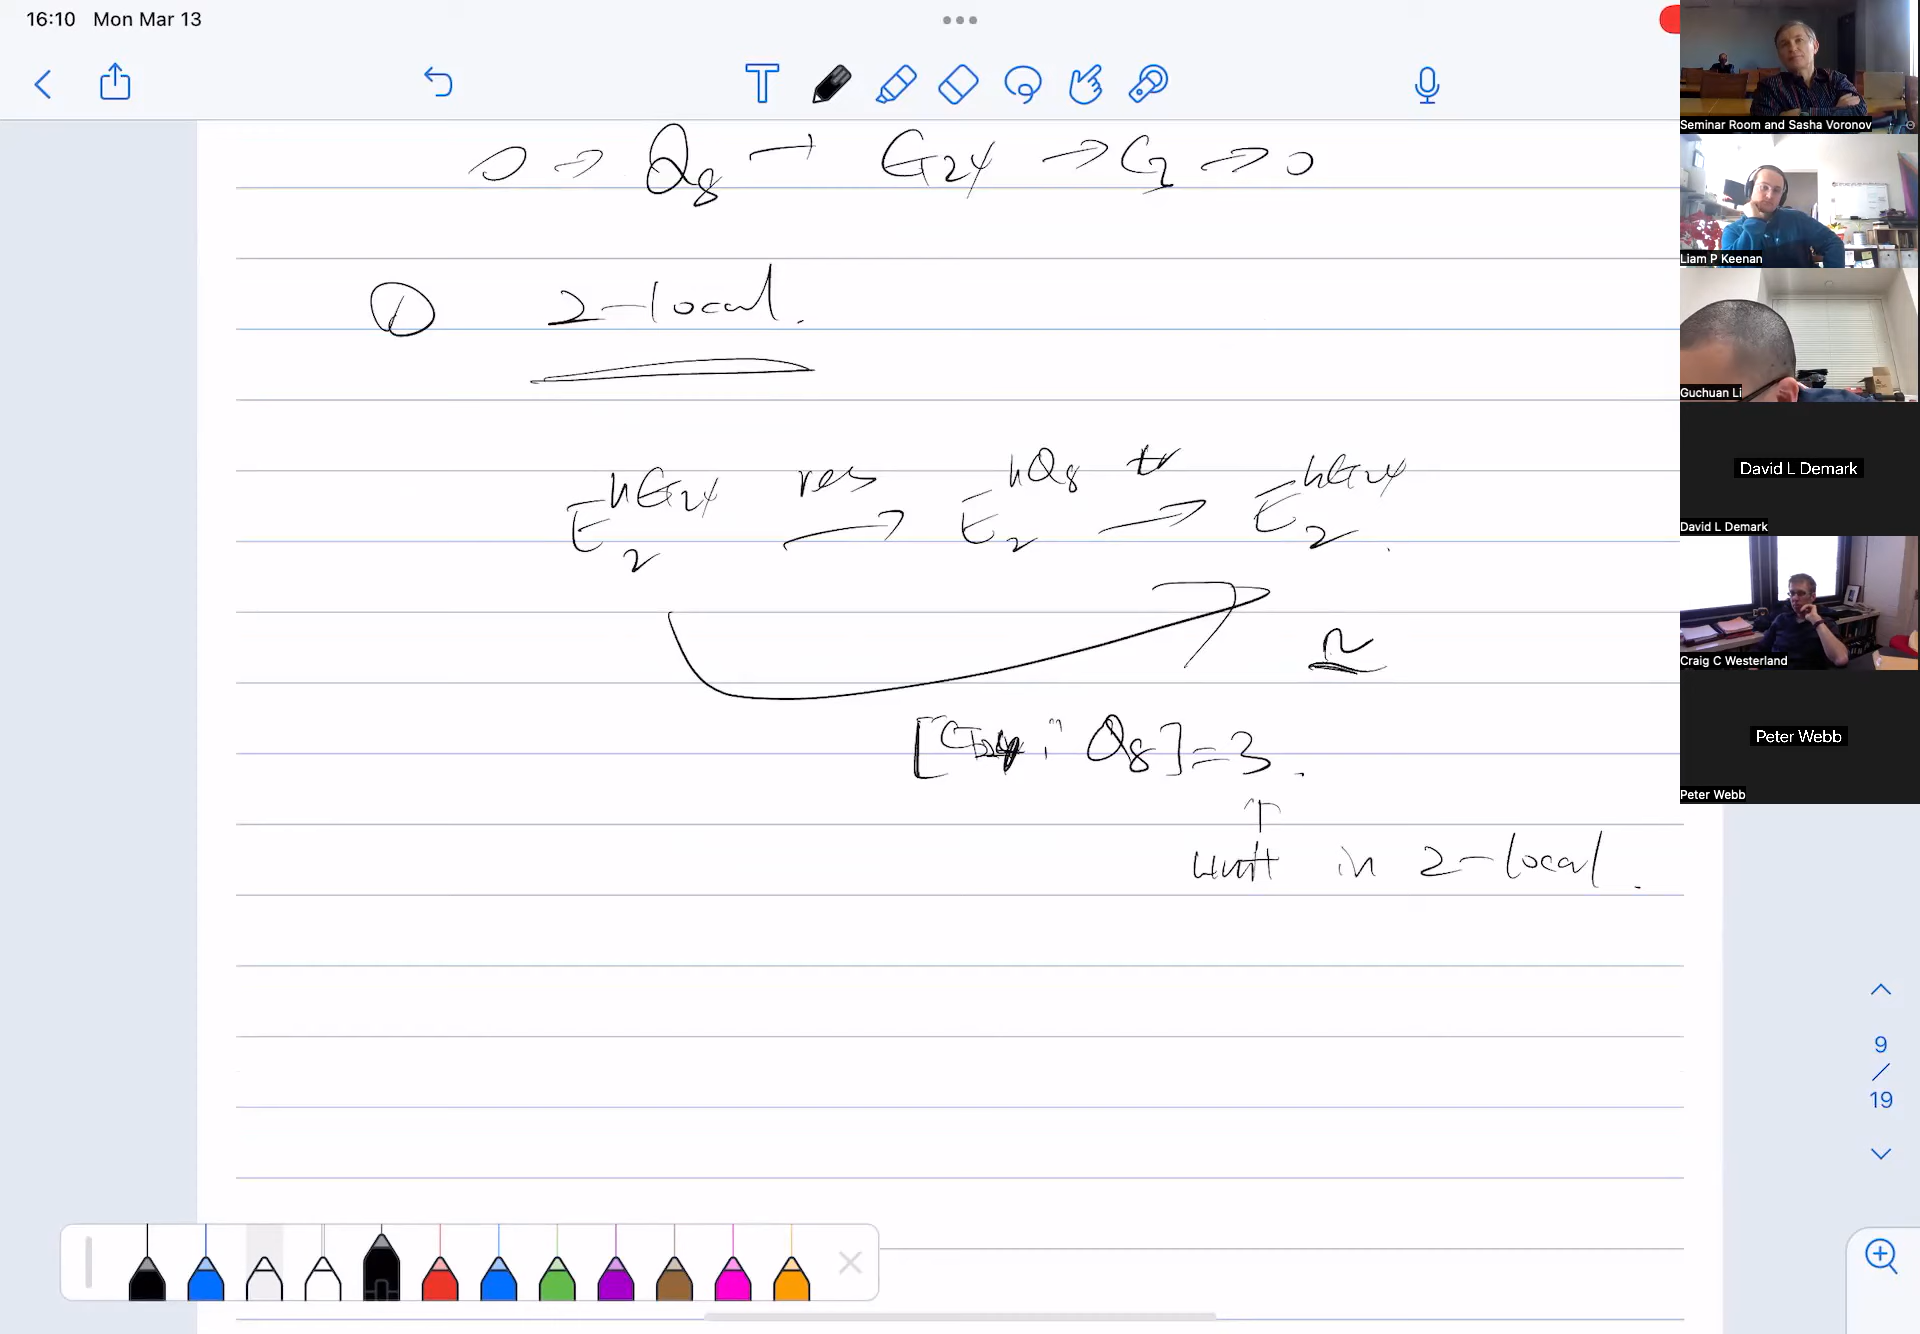 16:10 Mon Mar 13
0 → Q₈ → G₂₄ → C₂ → 0
① 2-local.
E₂^{hG₂₄} res → E₂^{hQ₈} tr → E₂^{hG₂₄}.
≃
[G₂₄ : Q₈] = 3.
↑
unit in 2-local.
9
/
19
Seminar Room and Sasha Voronov
Liam P Keenan
Guchuan Li
David L Demark
David L Demark
Craig C Westerland
Peter Webb
Peter Webb